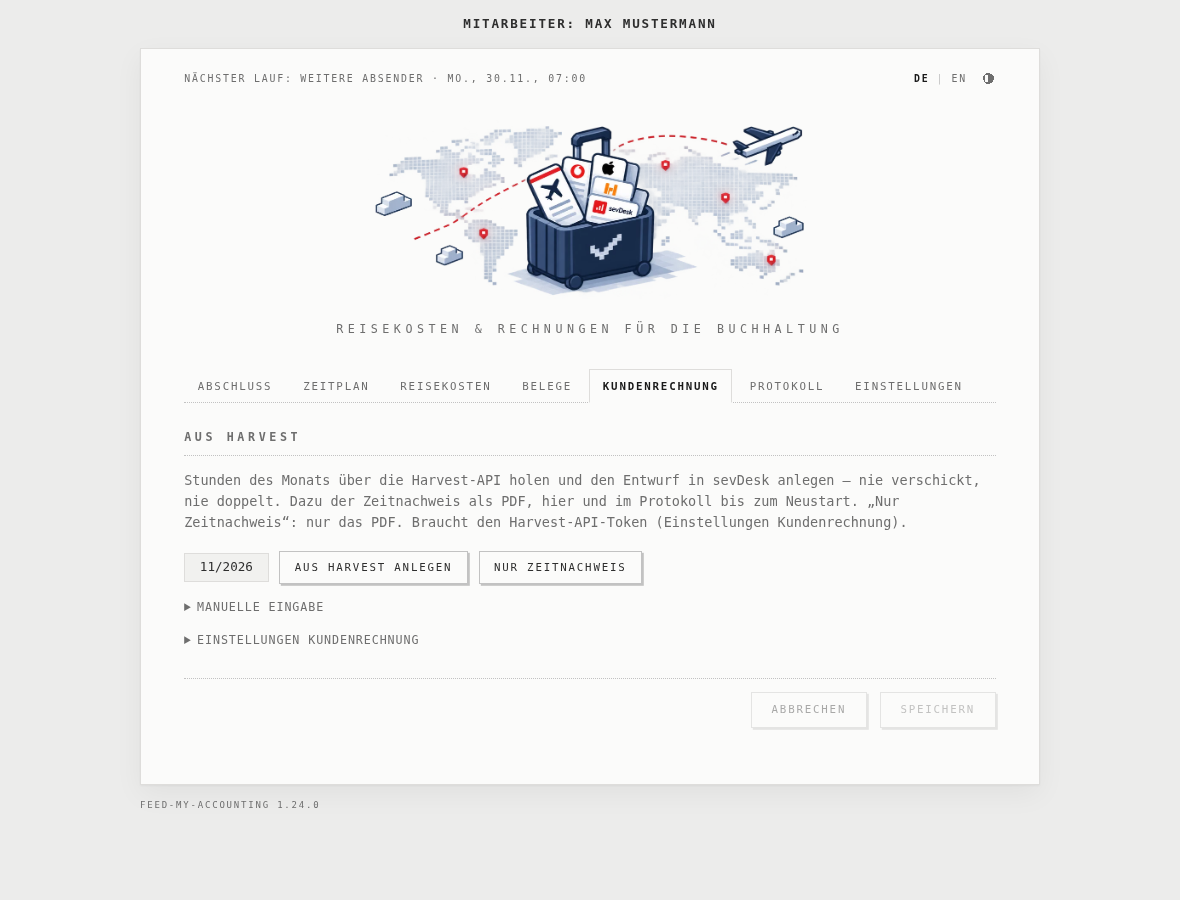 MITARBEITER: MAX MUSTERMANN
NÄCHSTER LAUF: WEITERE ABSENDER · MO., 30.11., 07:00
DE | EN
sevDesk
REISEKOSTEN & RECHNUNGEN FÜR DIE BUCHHALTUNG
ABSCHLUSS ZEITPLAN REISEKOSTEN BELEGE KUNDENRECHNUNG PROTOKOLL EINSTELLUNGEN
AUS HARVEST
Stunden des Monats über die Harvest-API holen und den Entwurf in sevDesk anlegen — nie verschickt,
nie doppelt. Dazu der Zeitnachweis als PDF, hier und im Protokoll bis zum Neustart. „Nur
Zeitnachweis“: nur das PDF. Braucht den Harvest-API-Token (Einstellungen Kundenrechnung).
11/2026 AUS HARVEST ANLEGEN NUR ZEITNACHWEIS
MANUELLE EINGABE
EINSTELLUNGEN KUNDENRECHNUNG
ABBRECHEN SPEICHERN
FEED-MY-ACCOUNTING 1.24.0